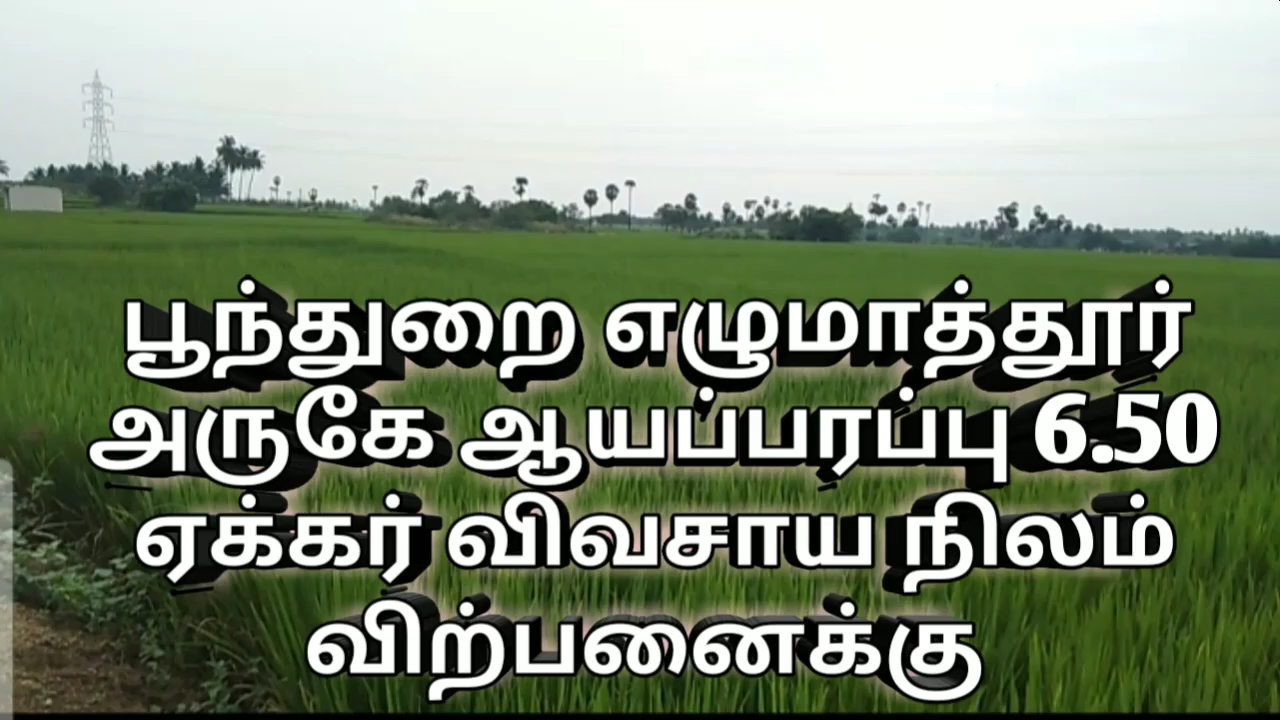 பூந்துறை எழுமாத்தூர்
அருகே ஆயப்பரப்பு 6.50
ஏக்கர் விவசாய நிலம்
விற்பனைக்கு